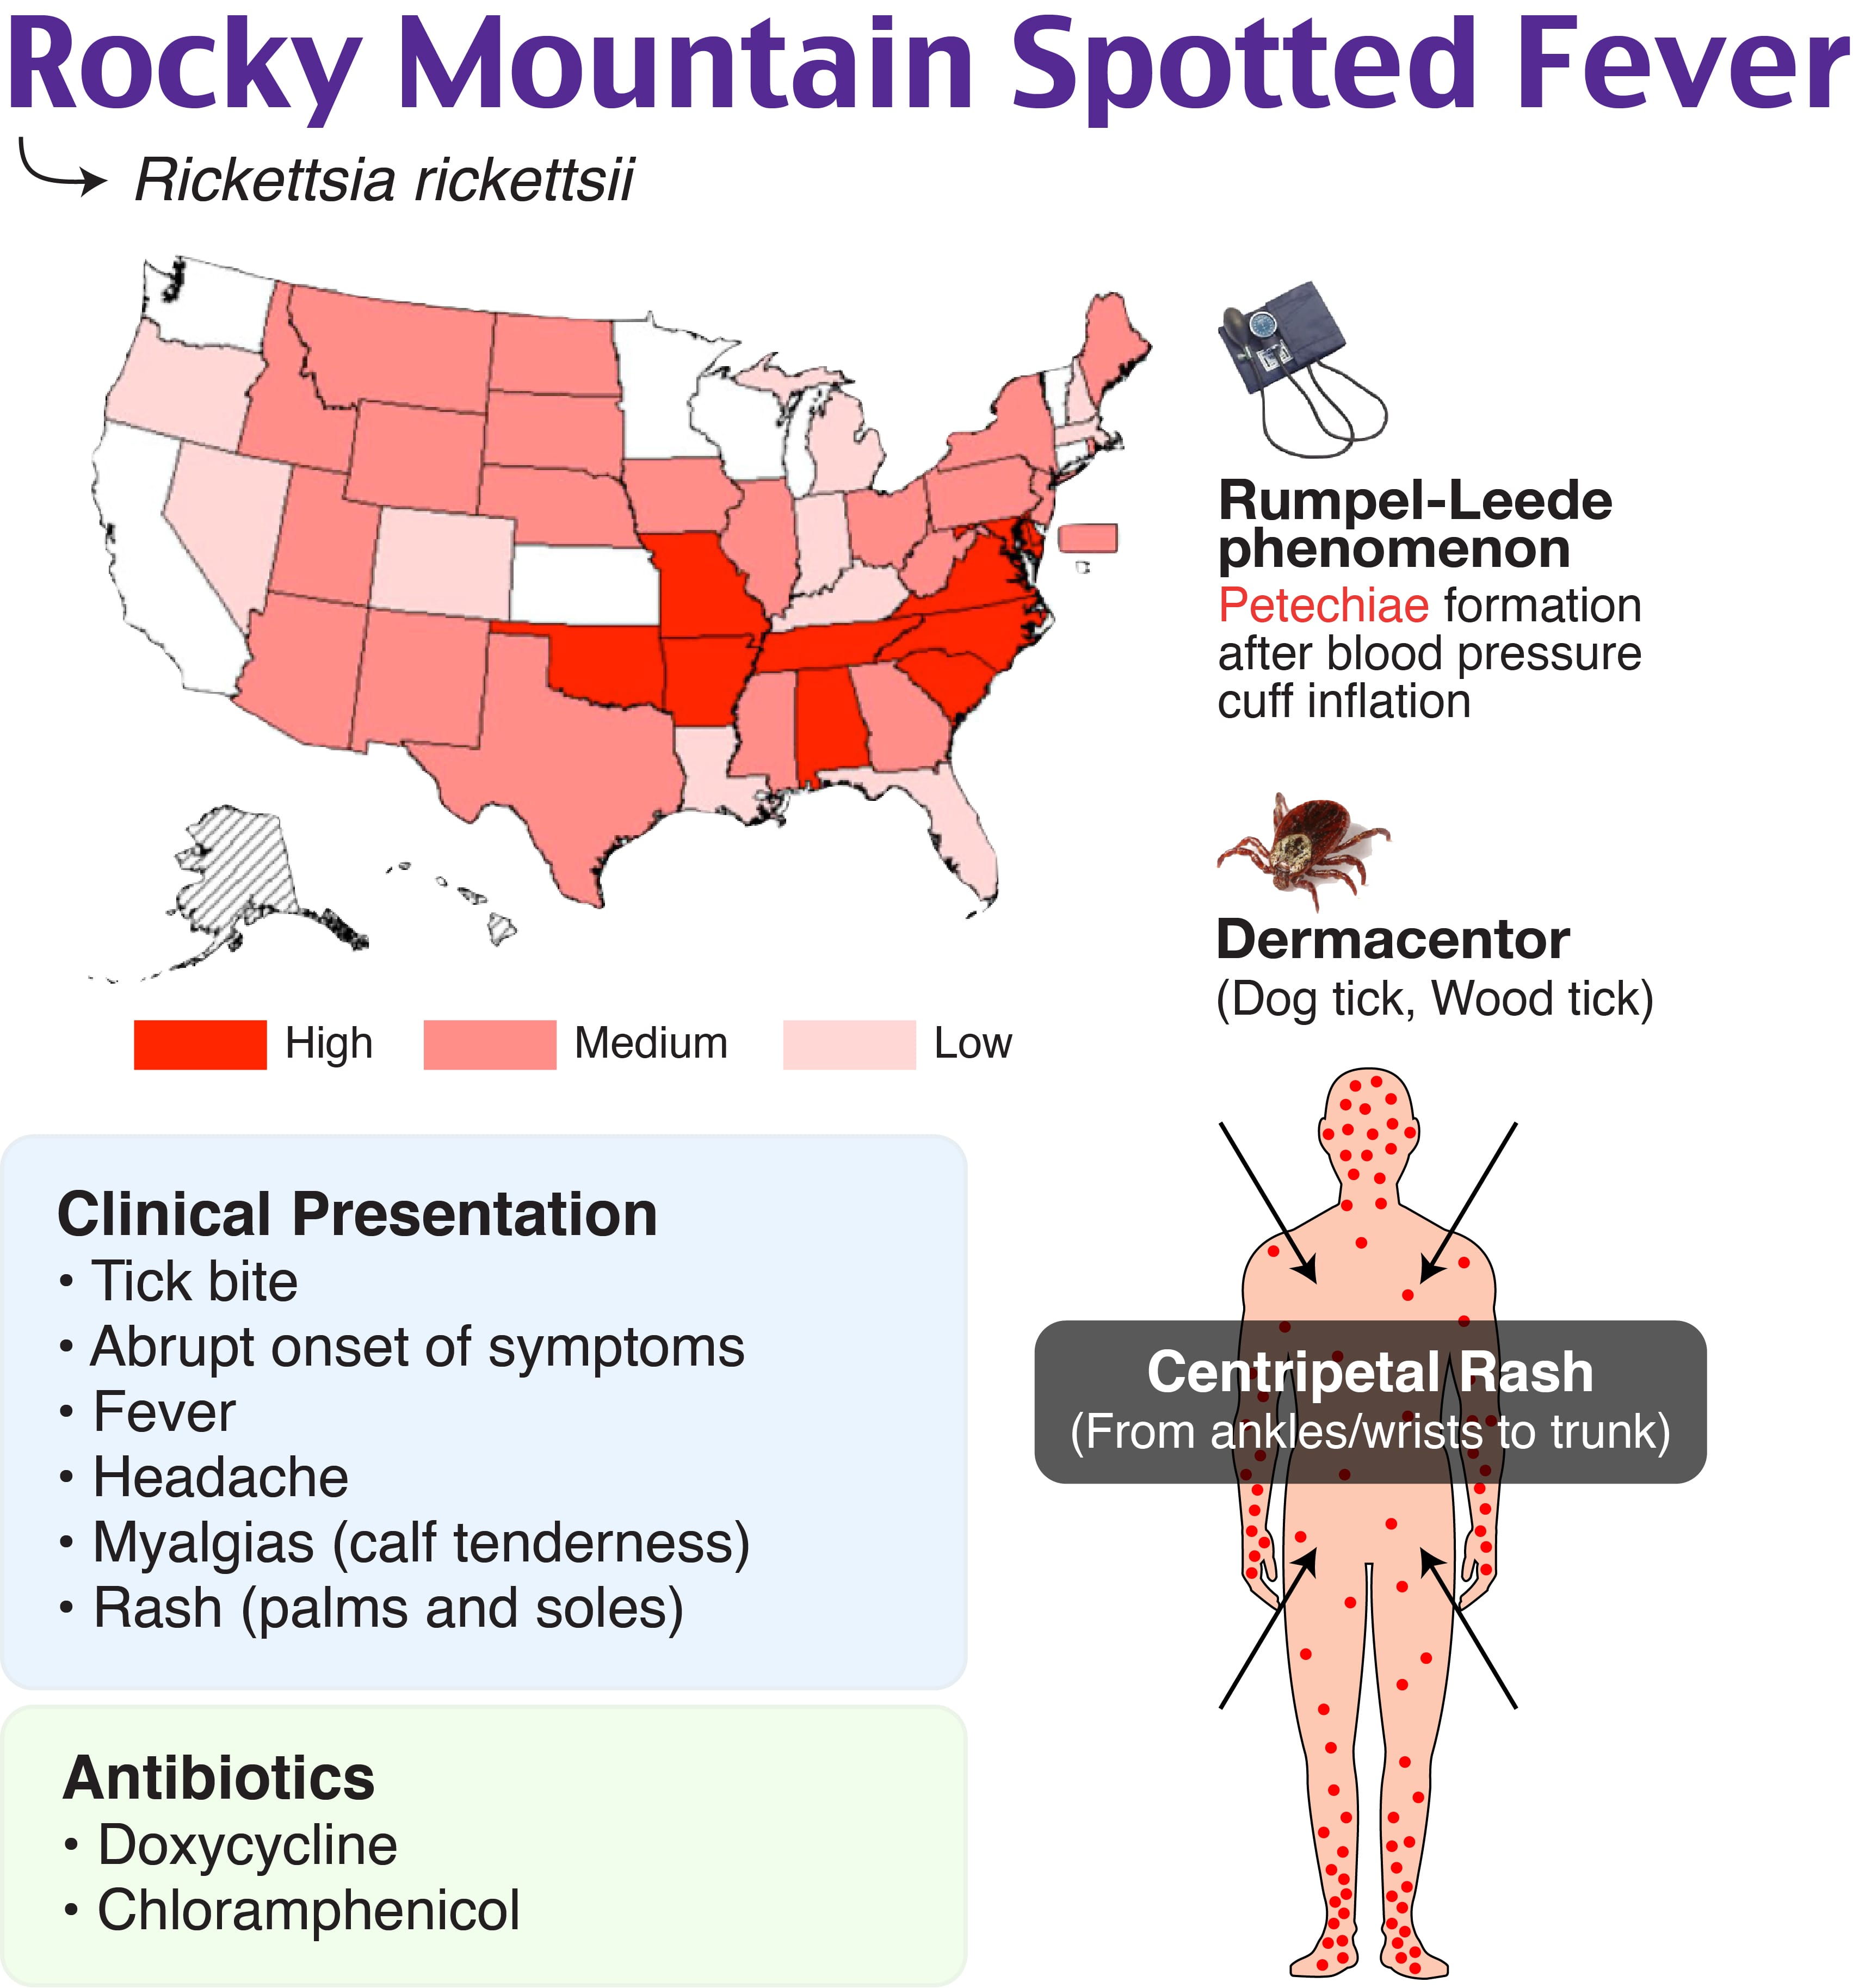 Rocky Mountain Spotted Fever
Rickettsia rickettsii
Rumpel-Leede
phenomenon
Petechiae formation
after blood pressure
cuff inflation
Dermacentor
(Dog tick, Wood tick)
High
Medium
Low
Clinical Presentation
• Tick bite
• Abrupt onset of symptoms
• Fever
• Headache
• Myalgias (calf tenderness)
• Rash (palms and soles)
Centripetal Rash
(From ankles/wrists to trunk)
Antibiotics
• Doxycycline
• Chloramphenicol